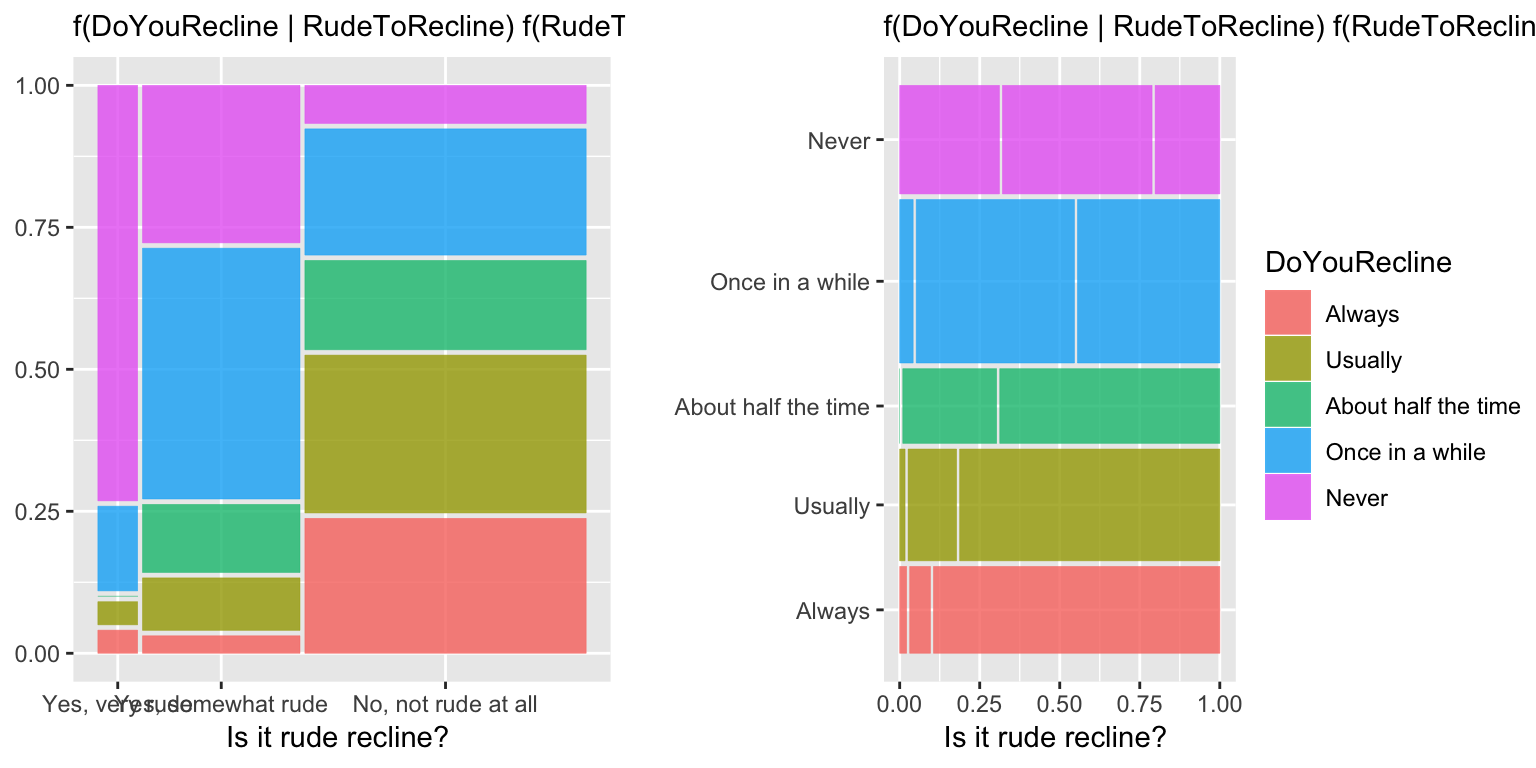 f(DoYouRecline | RudeToRecline) f(RudeT
1.00
0.75
0.50
0.25
0.00
Yes, very rude
Yes, somewhat rude
No, not rude at all
Is it rude recline?
f(DoYouRecline | RudeToRecline) f(RudeToReclin
Never
Once in a while
About half the time
Usually
Always
0.00 0.25 0.50 0.75 1.00
Is it rude recline?
DoYouRecline
Always
Usually
About half the time
Once in a while
Never